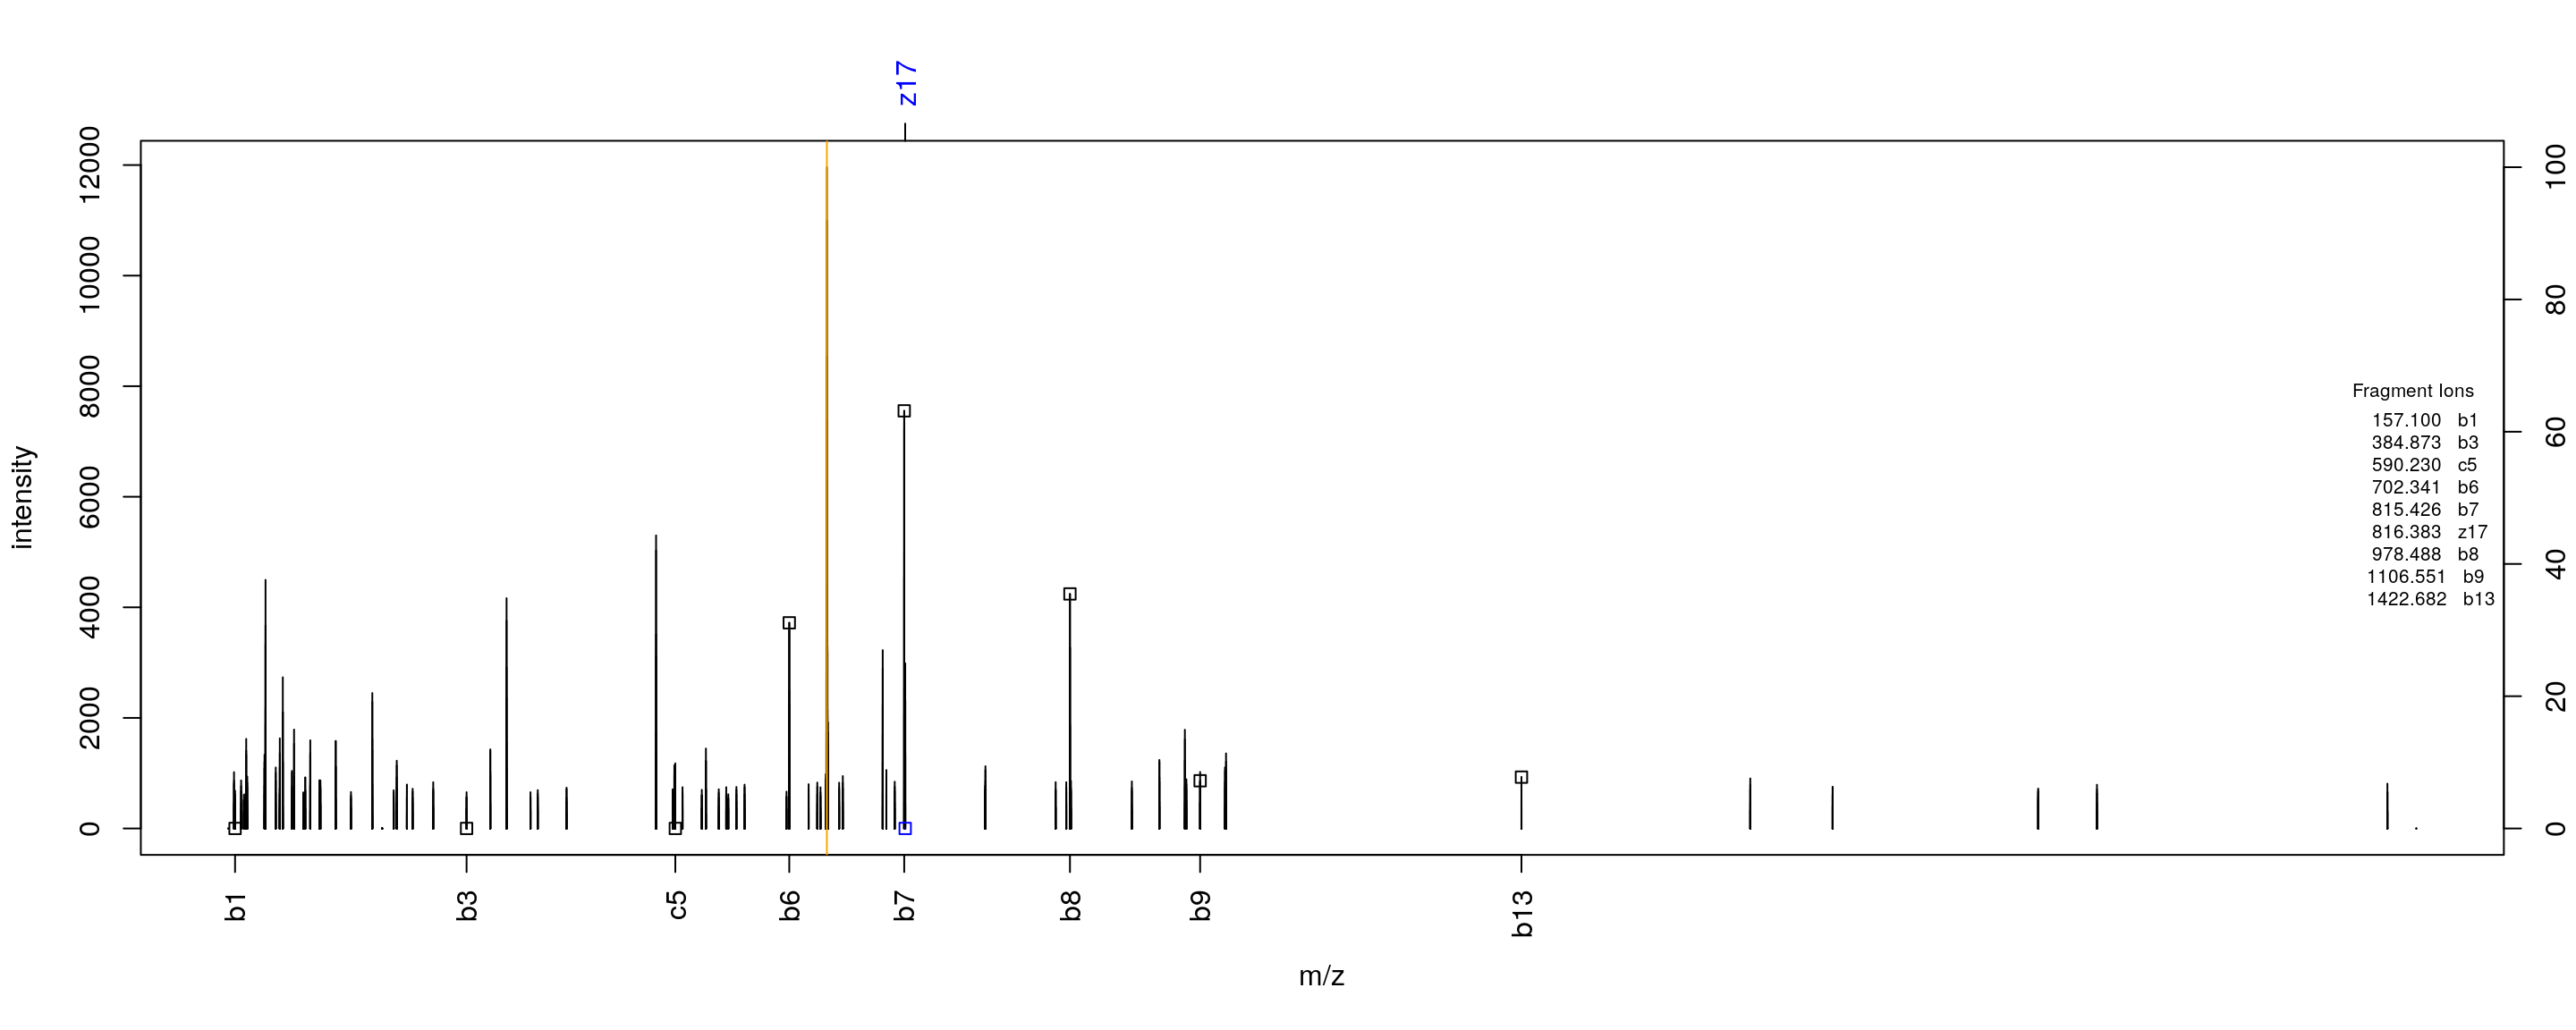 z17
intensity
12000
10000
8000
6000
4000
2000
0
100
80
60
40
20
0
Fragment Ions
157.100 b1
384.873 b3
590.230 c5
702.341 b6
815.426 b7
816.383 z17
978.488 b8
1106.551 b9
1422.682 b13
b1 b3 c5 b6 b7 b8 b9 b13
m/z